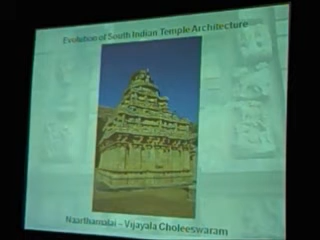 Evolution of South Indian Temple Architecture
Naarthamalai – Vijayala Choleeswaram